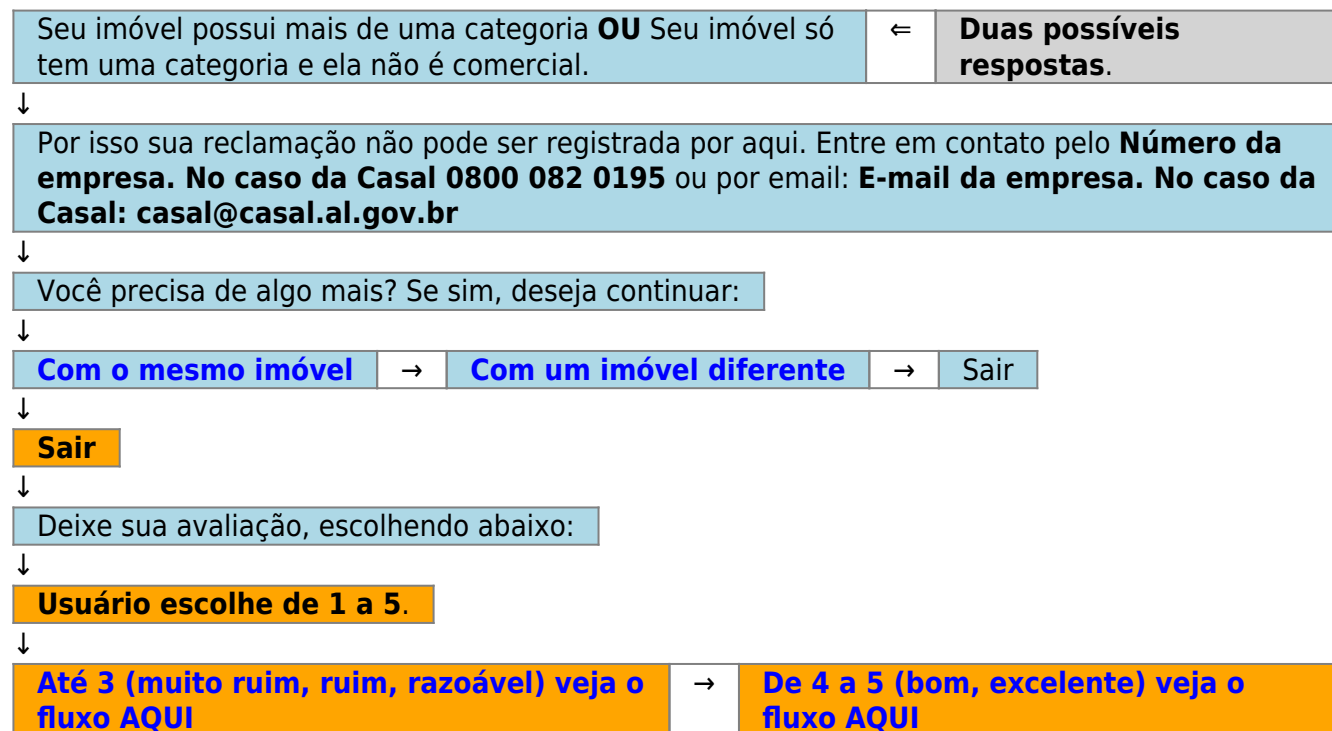 Seu imóvel possui mais de uma categoria OU Seu imóvel só ⇐ Duas possíveis
tem uma categoria e ela não é comercial. respostas.
↓
Por isso sua reclamação não pode ser registrada por aqui. Entre em contato pelo Número da
empresa. No caso da Casal 0800 082 0195 ou por email: E-mail da empresa. No caso da
Casal: casal@casal.al.gov.br
↓
Você precisa de algo mais? Se sim, deseja continuar:
↓
Com o mesmo imóvel → Com um imóvel diferente → Sair
↓
Sair
↓
Deixe sua avaliação, escolhendo abaixo:
↓
Usuário escolhe de 1 a 5.
↓
Até 3 (muito ruim, ruim, razoável) veja o → De 4 a 5 (bom, excelente) veja o
fluxo AQUI fluxo AQUI